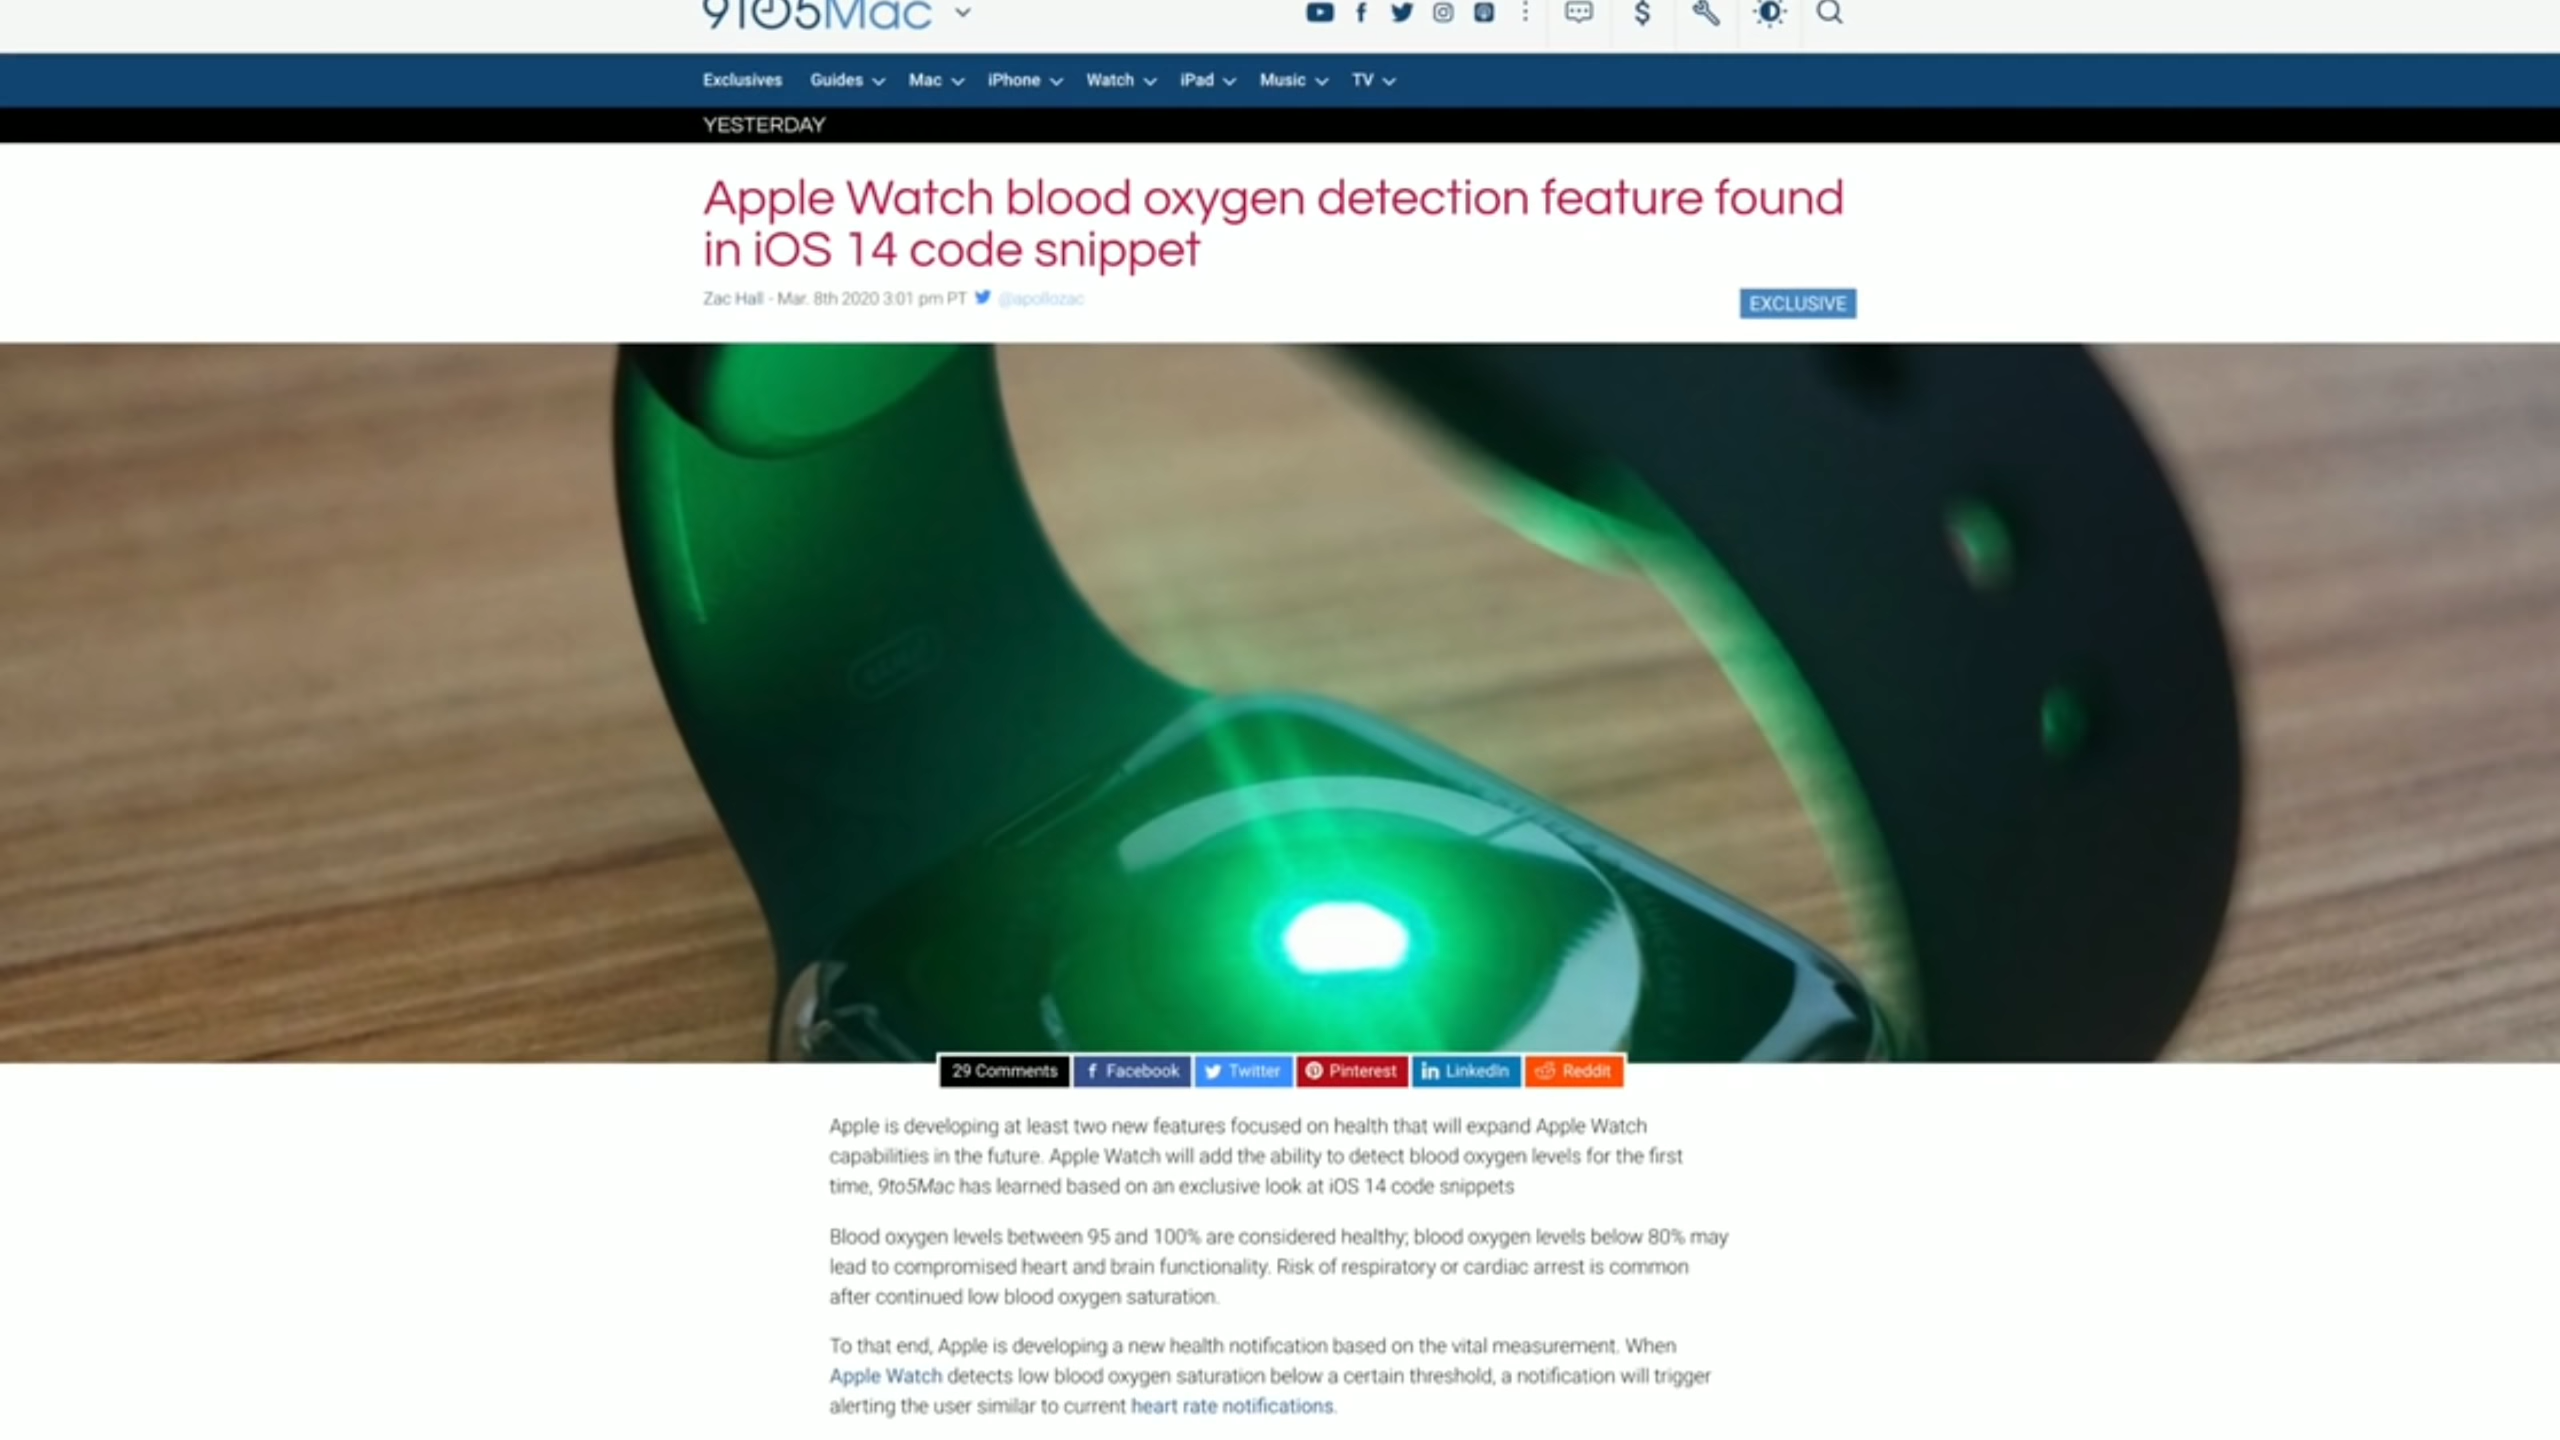 9TO5Mac
Exclusives Guides Mac iPhone Watch iPad Music TV
YESTERDAY
Apple Watch blood oxygen detection feature found
in iOS 14 code snippet
Zac Hall - Mar. 8th 2020 3:01 pm PT @apollozac
EXCLUSIVE
29 Comments Facebook Twitter Pinterest LinkedIn Reddit
Apple is developing at least two new features focused on health that will expand Apple Watch
capabilities in the future. Apple Watch will add the ability to detect blood oxygen levels for the first
time, 9to5Mac has learned based on an exclusive look at iOS 14 code snippets
Blood oxygen levels between 95 and 100% are considered healthy; blood oxygen levels below 80% may
lead to compromised heart and brain functionality. Risk of respiratory or cardiac arrest is common
after continued low blood oxygen saturation.
To that end, Apple is developing a new health notification based on the vital measurement. When
Apple Watch detects low blood oxygen saturation below a certain threshold, a notification will trigger
alerting the user similar to current heart rate notifications.